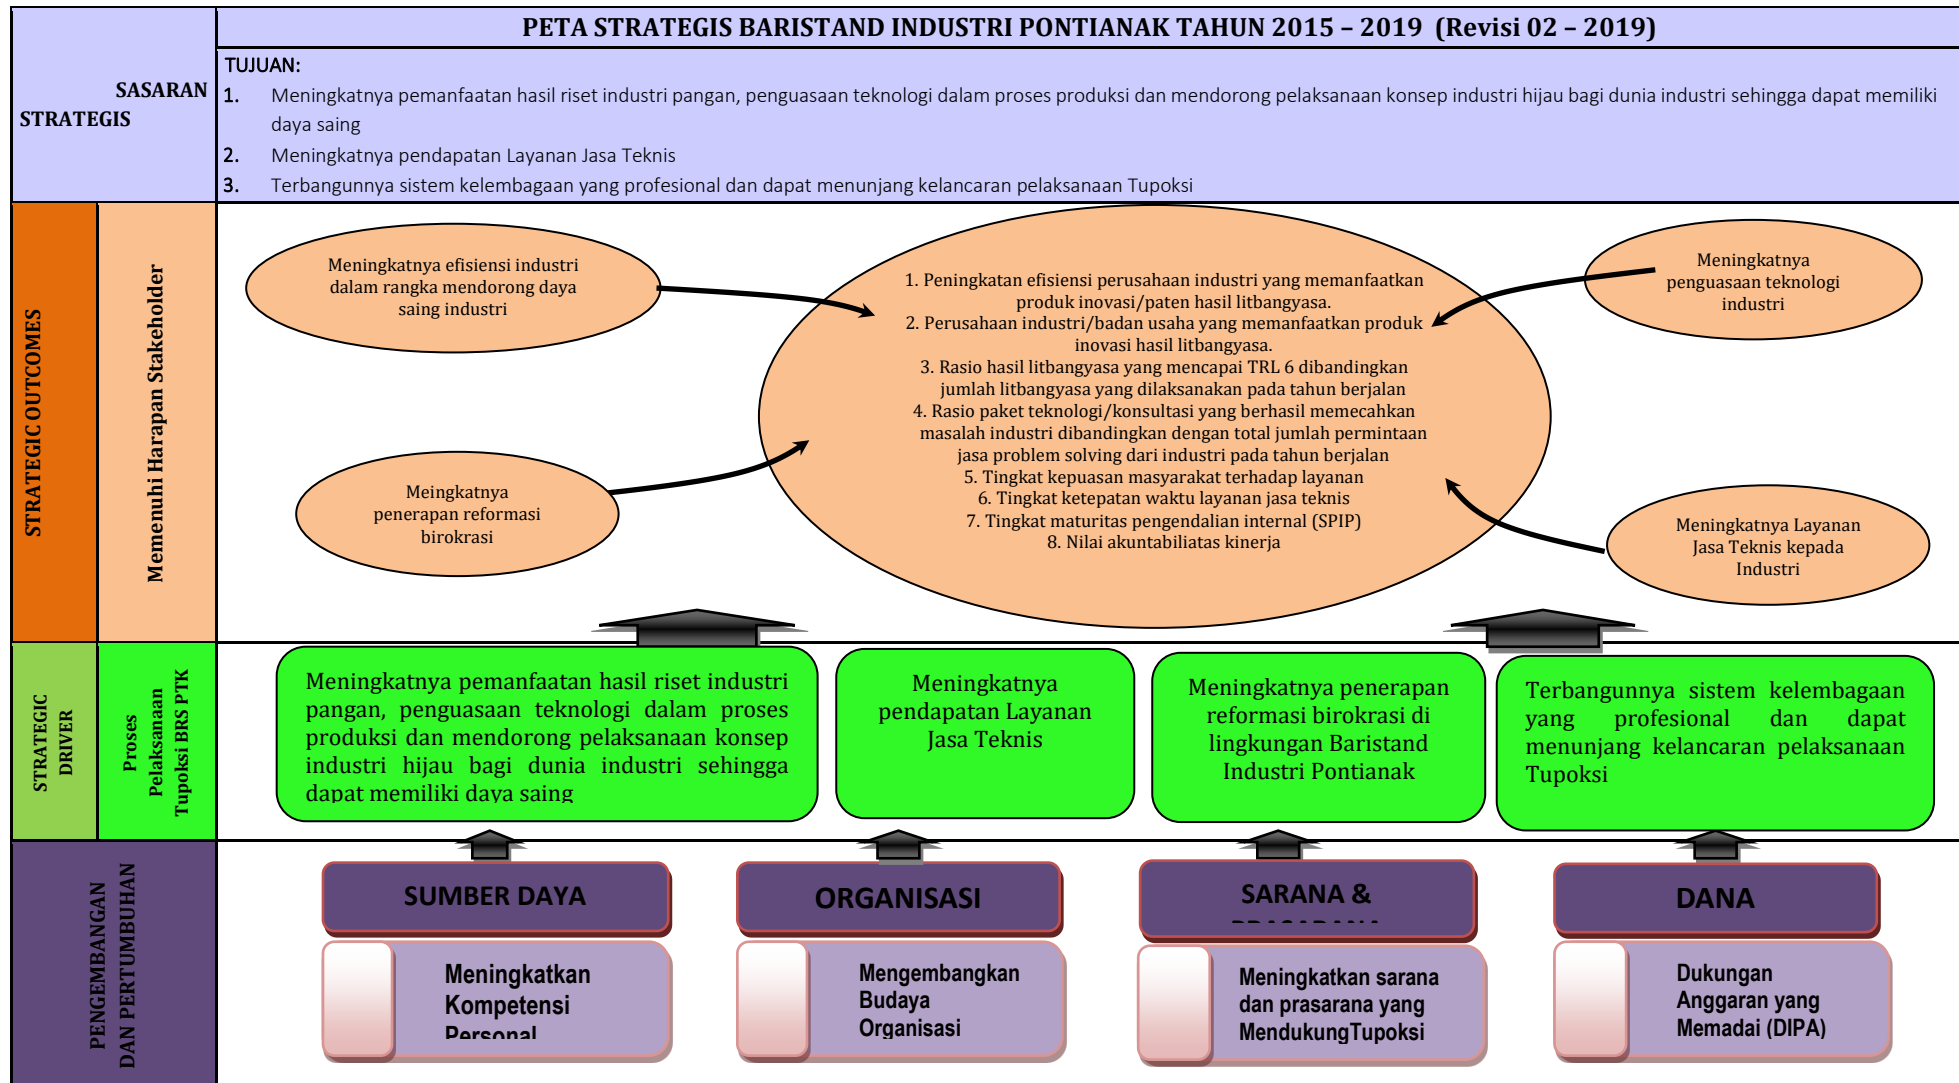 PETA STRATEGIS BARISTAND INDUSTRI PONTIANAK TAHUN 2015 – 2019 (Revisi 02 – 2019)
SASARAN
STRATEGIS
TUJUAN:
1. Meningkatnya pemanfaatan hasil riset industri pangan, penguasaan teknologi dalam proses produksi dan mendorong pelaksanaan konsep industri hijau bagi dunia industri sehingga dapat memiliki
daya saing
2. Meningkatnya pendapatan Layanan Jasa Teknis
3. Terbangunnya sistem kelembagaan yang profesional dan dapat menunjang kelancaran pelaksanaan Tupoksi
STRATEGIC OUTCOMES
Memenuhi Harapan Stakeholder
Meningkatnya efisiensi industri
dalam rangka mendorong daya
saing industri
Meingkatnya
penerapan reformasi
birokrasi
1. Peningkatan efisiensi perusahaan industri yang memanfaatkan
produk inovasi/paten hasil litbangyasa.
2. Perusahaan industri/badan usaha yang memanfaatkan produk
inovasi hasil litbangyasa.
3. Rasio hasil litbangyasa yang mencapai TRL 6 dibandingkan
jumlah litbangyasa yang dilaksanakan pada tahun berjalan
4. Rasio paket teknologi/konsultasi yang berhasil memecahkan
masalah industri dibandingkan dengan total jumlah permintaan
jasa problem solving dari industri pada tahun berjalan
5. Tingkat kepuasan masyarakat terhadap layanan
6. Tingkat ketepatan waktu layanan jasa teknis
7. Tingkat maturitas pengendalian internal (SPIP)
8. Nilai akuntabiliatas kinerja
Meningkatnya
penguasaan teknologi
industri
Meningkatnya Layanan
Jasa Teknis kepada
Industri
STRATEGIC
DRIVER
Proses
Pelaksanaan
Tupoksi BRS PTK
Meningkatnya pemanfaatan hasil riset industri
pangan, penguasaan teknologi dalam proses
produksi dan mendorong pelaksanaan konsep
industri hijau bagi dunia industri sehingga
dapat memiliki daya saing
Meningkatnya
pendapatan Layanan
Jasa Teknis
Meningkatnya penerapan
reformasi birokrasi di
lingkungan Baristand
Industri Pontianak
Terbangunnya sistem kelembagaan
yang profesional dan dapat
menunjang kelancaran pelaksanaan
Tupoksi
PENGEMBANGAN
DAN PERTUMBUHAN
SUMBER DAYA
Meningkatkan
Kompetensi
Personal
ORGANISASI
Mengembangkan
Budaya
Organisasi
SARANA &
Meningkatkan sarana
dan prasarana yang
MendukungTupoksi
DANA
Dukungan
Anggaran yang
Memadai (DIPA)